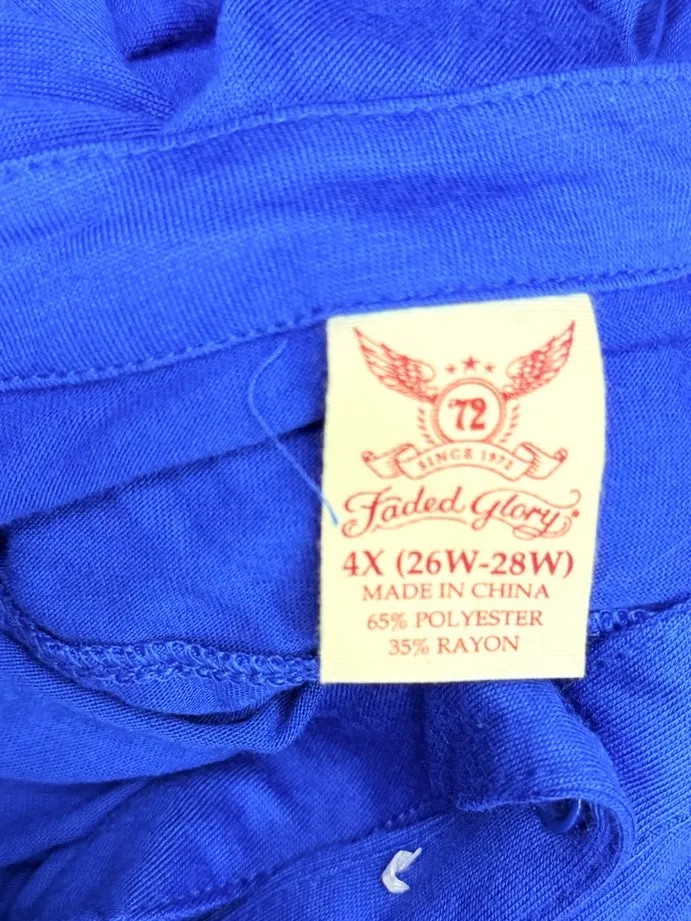 '72
SINCE 1972
Faded Glory
4X (26W-28W)
MADE IN CHINA
65% POLYESTER
35% RAYON